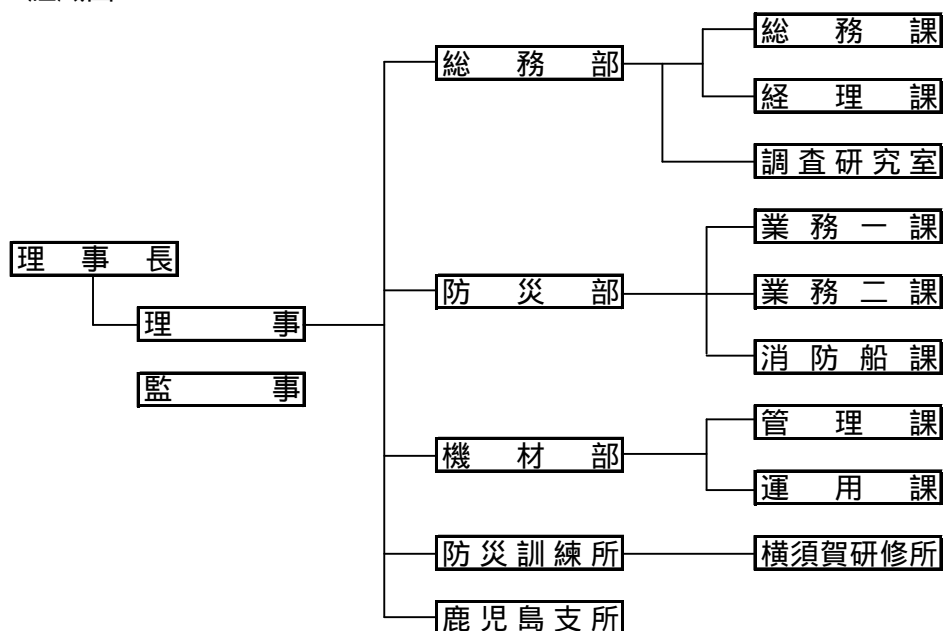 総務課
総務部
経理課
調査研究室
業務一課
理事長
防災部
業務二課
理事
消防船課
監事
管理課
機材部
運用課
防災訓練所
横須賀研修所
鹿児島支所